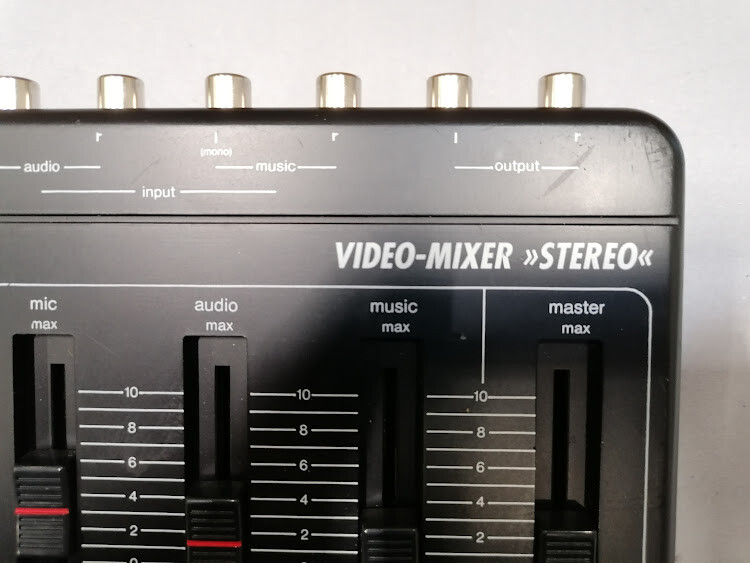 r l r l r
(mono)
audio music output
input
VIDEO-MIXER »STEREO«
mic audio music master
max max max max
10 10 10
8 8 8
6 6 6
4 4 4
2 2 2
0